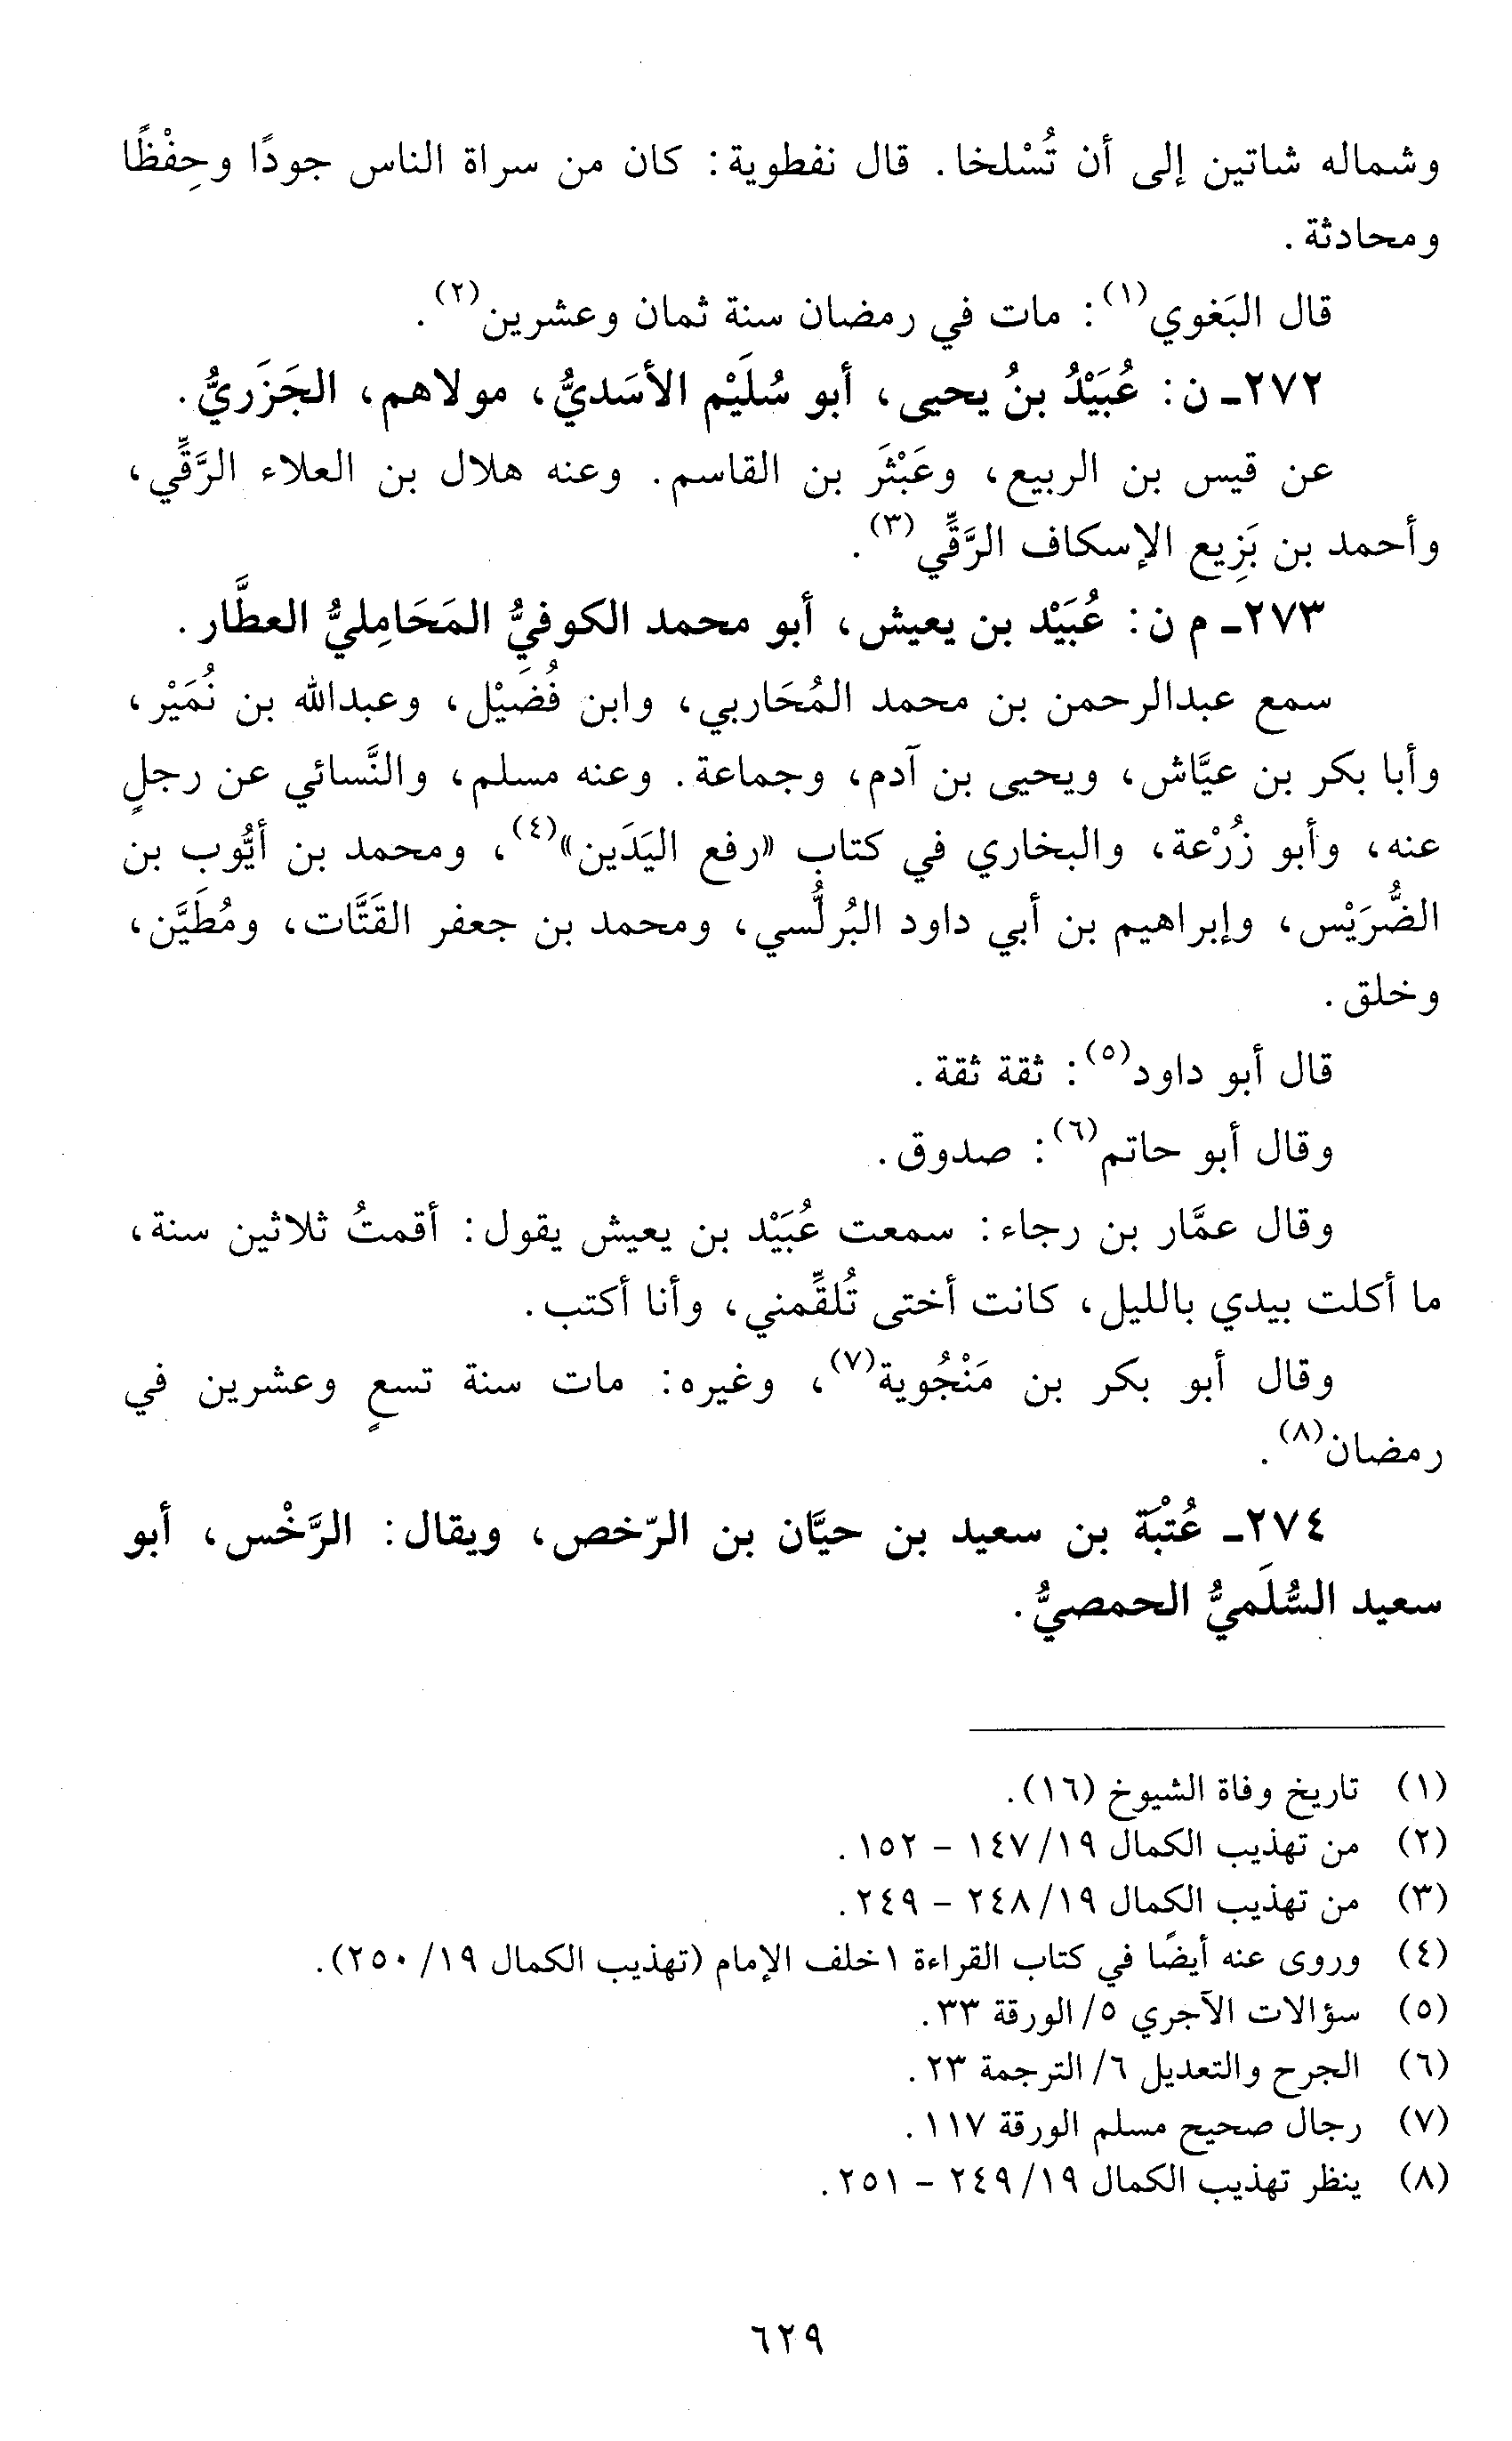 وشماله شاتين إلى أن تُسْلخا. قال نفطوية: كان من سراة الناس جودًا وحِفْظًا
ومحادثة.
قال البَغوي(١): مات في رمضان سنة ثمان وعشرين(٢).
٢٧٢ـ ن: عُبَيْدُ بنُ يحيى، أبو سُلَيْم الأسَديُّ، مولاهم، الجَزَريُّ.
عن قيس بن الربيع، وعَبْثَر بن القاسم. وعنه هلال بن العلاء الرَّقِّي،
وأحمد بن بَزِيع الإسكاف الرَّقِّي(٣).
٢٧٣ـ م ن: عُبَيْد بن يعيش، أبو محمد الكوفيُّ المَحَامِليُّ العطَّار.
سمع عبدالرحمن بن محمد المُحَاربي، وابن فُضَيْل، وعبدالله بن نُمَيْر،
وأبا بكر بن عيَّاش، ويحيى بن آدم، وجماعة. وعنه مسلم، والنَّسائي عن رجلٍ
عنه، وأبو زُرْعة، والبخاري في كتاب «رفع اليَدَين»(٤)، ومحمد بن أيُّوب بن
الضُّرَيْس، وإبراهيم بن أبي داود البُرلُّسي، ومحمد بن جعفر القَتَّات، ومُطَيَّن،
وخلق.
قال أبو داود(٥): ثقة ثقة.
وقال أبو حاتم(٦): صدوق.
وقال عمَّار بن رجاء: سمعت عُبَيْد بن يعيش يقول: أقمتُ ثلاثين سنة،
ما أكلت بيدي بالليل، كانت أختى تُلقِّمني، وأنا أكتب.
وقال أبو بكر بن مَنْجُوية(٧)، وغيره: مات سنة تسعٍ وعشرين في
رمضان(٨).
٢٧٤ـ عُتْبَة بن سعيد بن حيَّان بن الرّخص، ويقال: الرَّخْس، أبو
سعيد السُّلَميُّ الحمصيُّ.
(١) تاريخ وفاة الشيوخ (١٦).
(٢) من تهذيب الكمال ١٩/ ١٤٧ - ١٥٢.
(٣) من تهذيب الكمال ١٩/ ٢٤٨ - ٢٤٩.
(٤) وروى عنه أيضًا في كتاب القراءة ١خلف الإمام (تهذيب الكمال ١٩/ ٢٥٠).
(٥) سؤالات الآجري ٥/ الورقة ٣٣.
(٦) الجرح والتعديل ٦/ الترجمة ٢٣.
(٧) رجال صحيح مسلم الورقة ١١٧.
(٨) ينظر تهذيب الكمال ١٩/ ٢٤٩ - ٢٥١.
٦٢٩